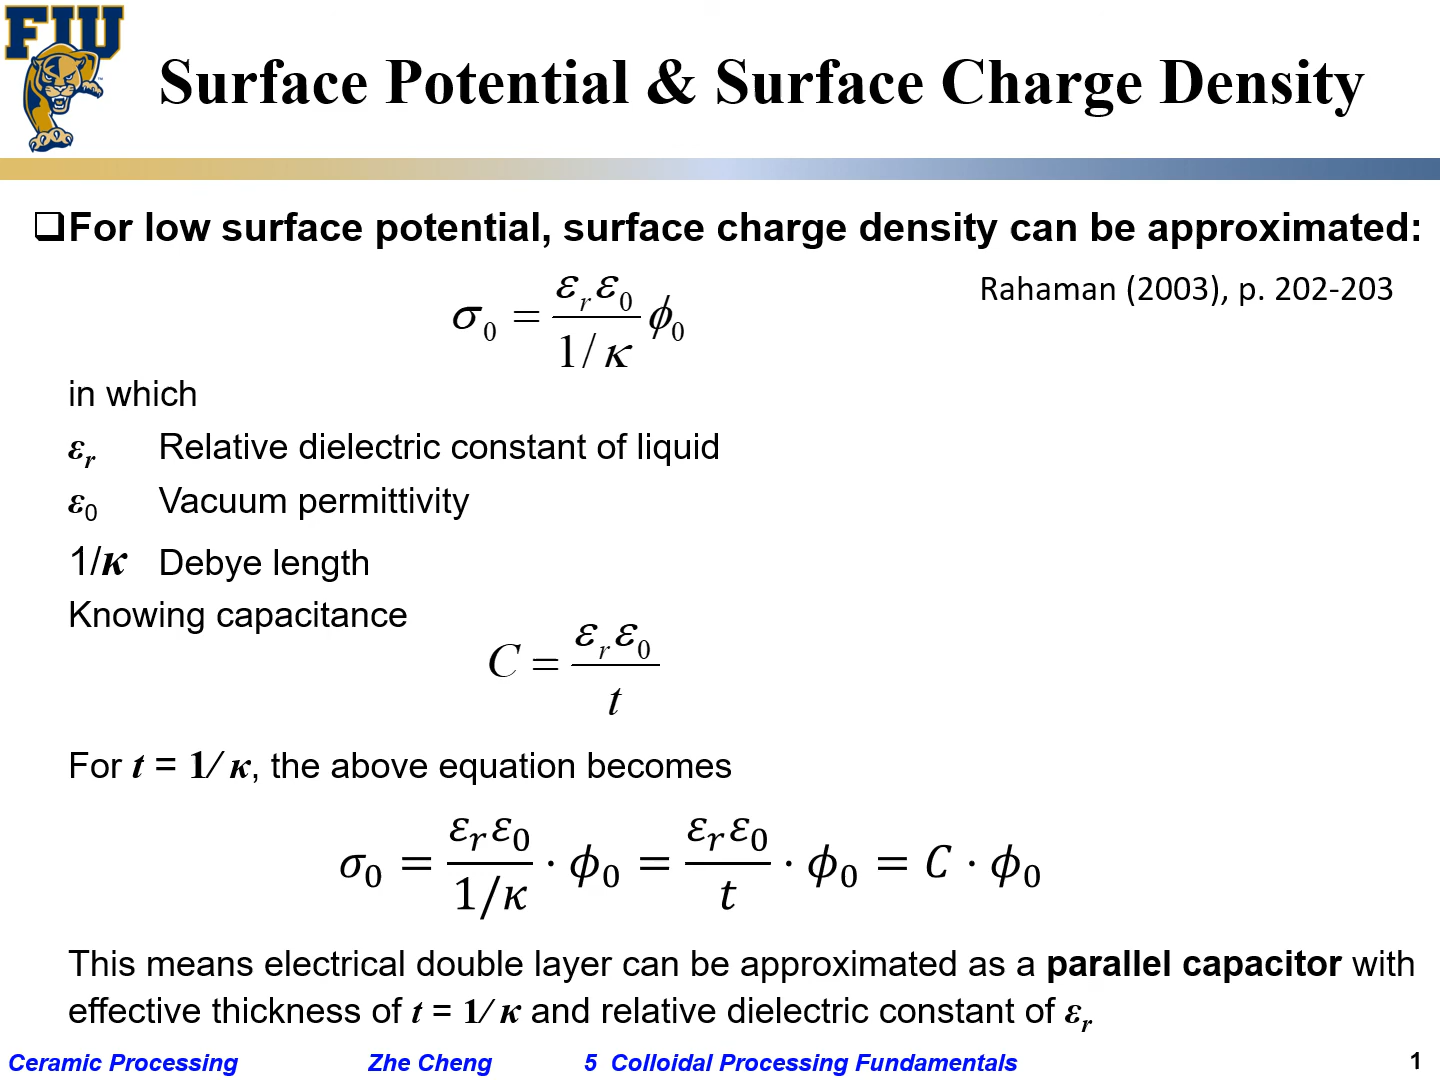 FIU
Surface Potential & Surface Charge Density
❑For low surface potential, surface charge density can be approximated:
Rahaman (2003), p. 202-203
σ₀ = (εᵣε₀)/(1/κ) ϕ₀
in which
εᵣ Relative dielectric constant of liquid
ε₀ Vacuum permittivity
1/κ Debye length
Knowing capacitance
C = (εᵣε₀)/t
For t = 1/κ, the above equation becomes
σ₀ = (εᵣε₀)/(1/κ) · ϕ₀ = (εᵣε₀)/t · ϕ₀ = C · ϕ₀
This means electrical double layer can be approximated as a parallel capacitor with
effective thickness of t = 1/κ and relative dielectric constant of εᵣ
Ceramic Processing Zhe Cheng 5 Colloidal Processing Fundamentals 1